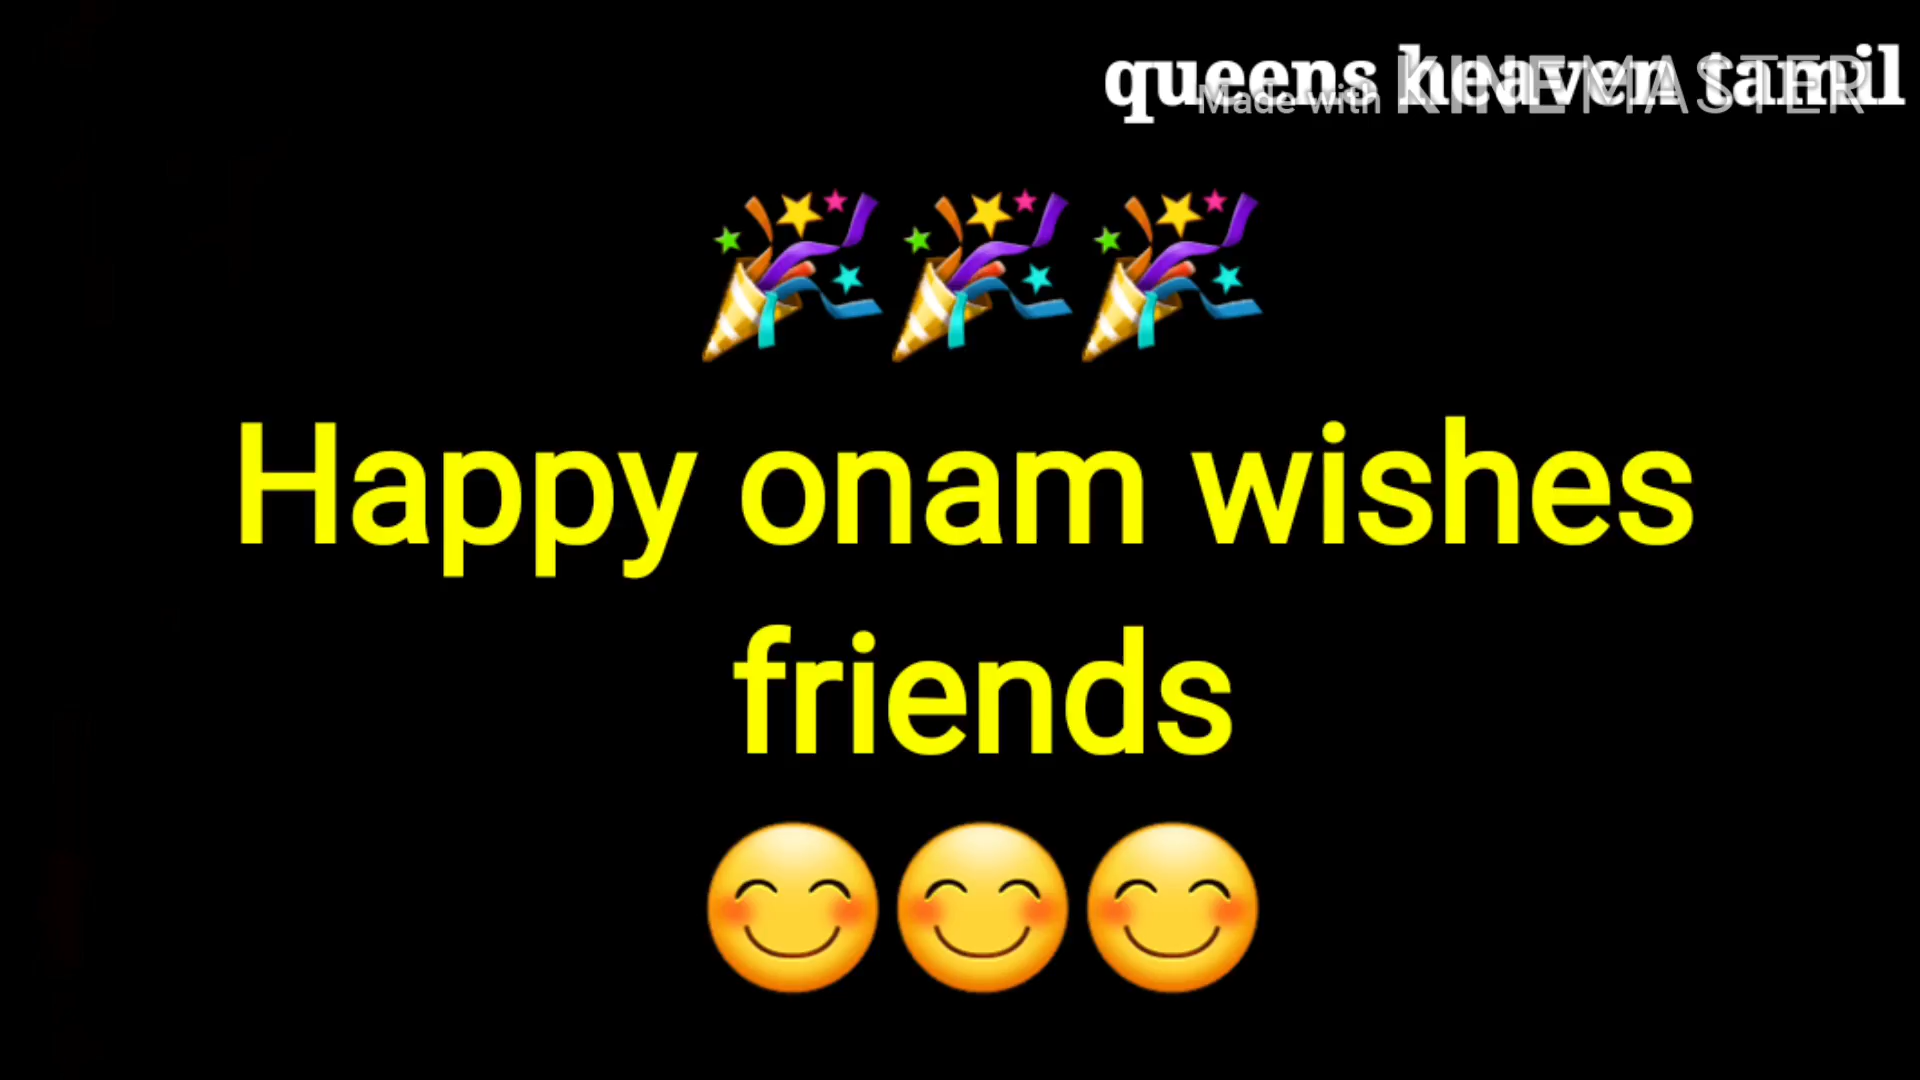 queens heaven tamil
Made with KINEMASTER
🎉🎉🎉
Happy onam wishes
friends
😊😊😊